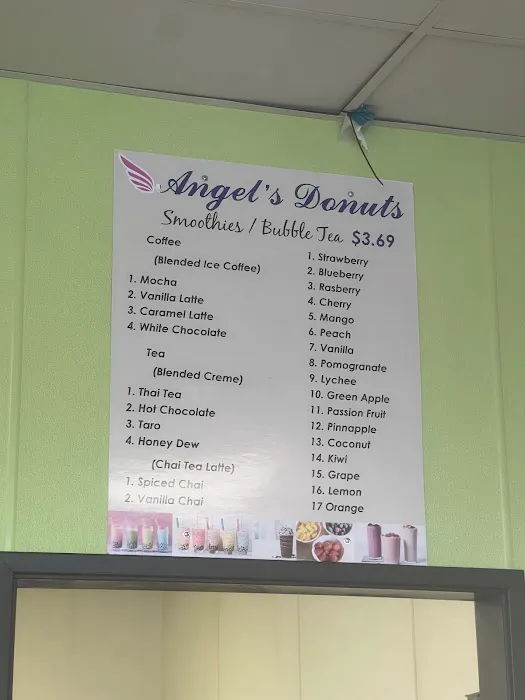 Angel's Donuts
Smoothies / Bubble Tea $3.69
Coffee
(Blended Ice Coffee)
1. Mocha
2. Vanilla Latte
3. Caramel Latte
4. White Chocolate
Tea
(Blended Creme)
1. Thai Tea
2. Hot Chocolate
3. Taro
4. Honey Dew
(Chai Tea Latte)
1. Spiced Chai
2. Vanilla Chai
1. Strawberry
2. Blueberry
3. Rasberry
4. Cherry
5. Mango
6. Peach
7. Vanilla
8. Pomogranate
9. Lychee
10. Green Apple
11. Passion Fruit
12. Pinnapple
13. Coconut
14. Kiwi
15. Grape
16. Lemon
17 Orange